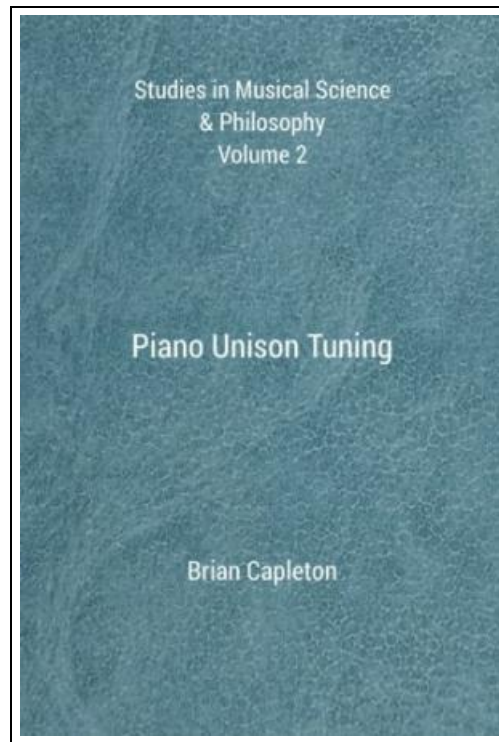 Studies in Musical Science
& Philosophy
Volume 2
Piano Unison Tuning
Brian Capleton